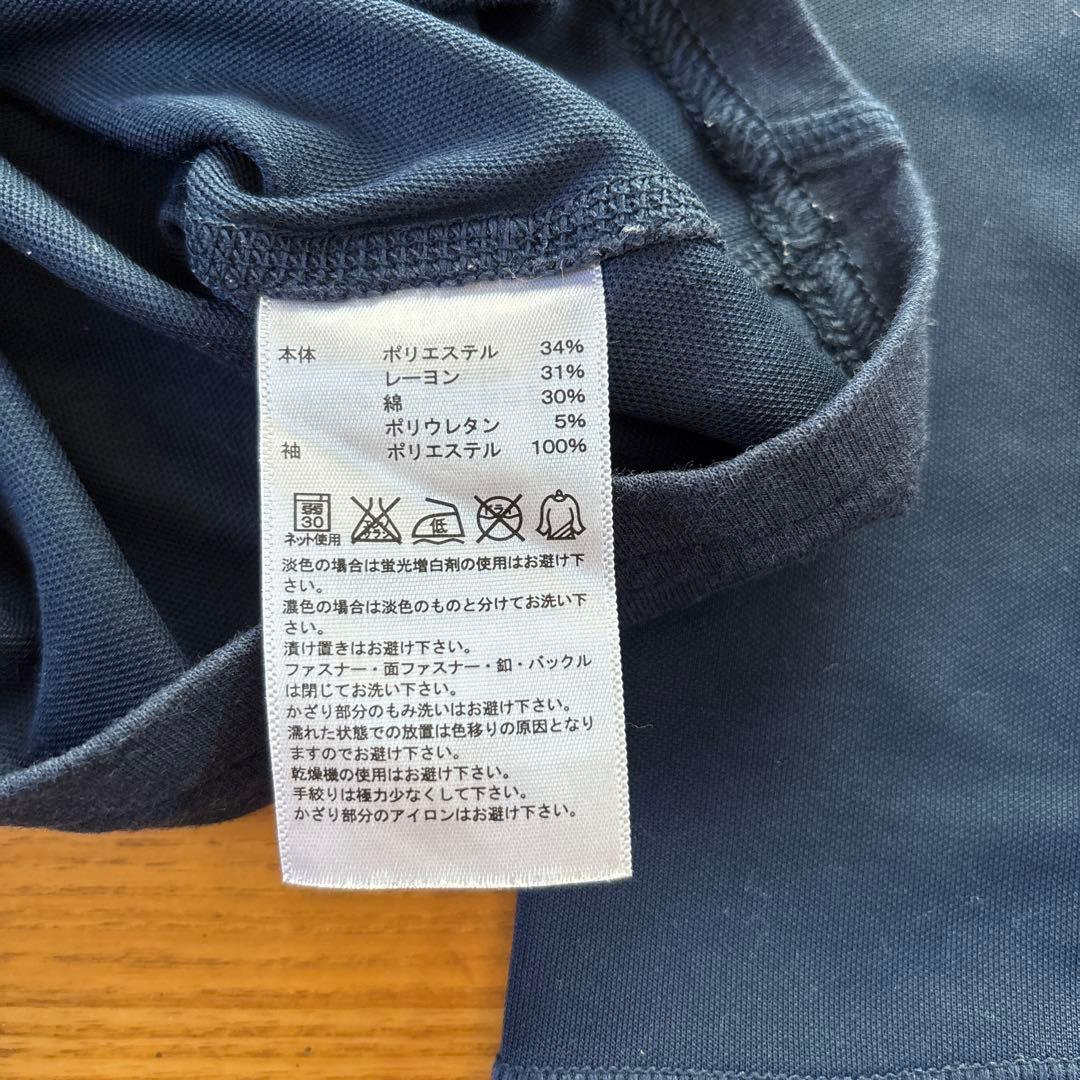 本体 ポリエステル 34%
レーヨン 31%
綿 30%
ポリウレタン 5%
袖 ポリエステル 100%
弱
30
ネット使用
エンソサラシ
低
ドライ
淡色の場合は蛍光増白剤の使用はお避け下
さい。
濃色の場合は淡色のものと分けてお洗い下
さい。
漬け置きはお避け下さい。
ファスナー・面ファスナー・釦・バックル
は閉じてお洗い下さい。
かざり部分のもみ洗いはお避け下さい。
濡れた状態での放置は色移りの原因となり
ますのでお避け下さい。
乾燥機の使用はお避け下さい。
手絞りは極力少なくして下さい。
かざり部分のアイロンはお避け下さい。